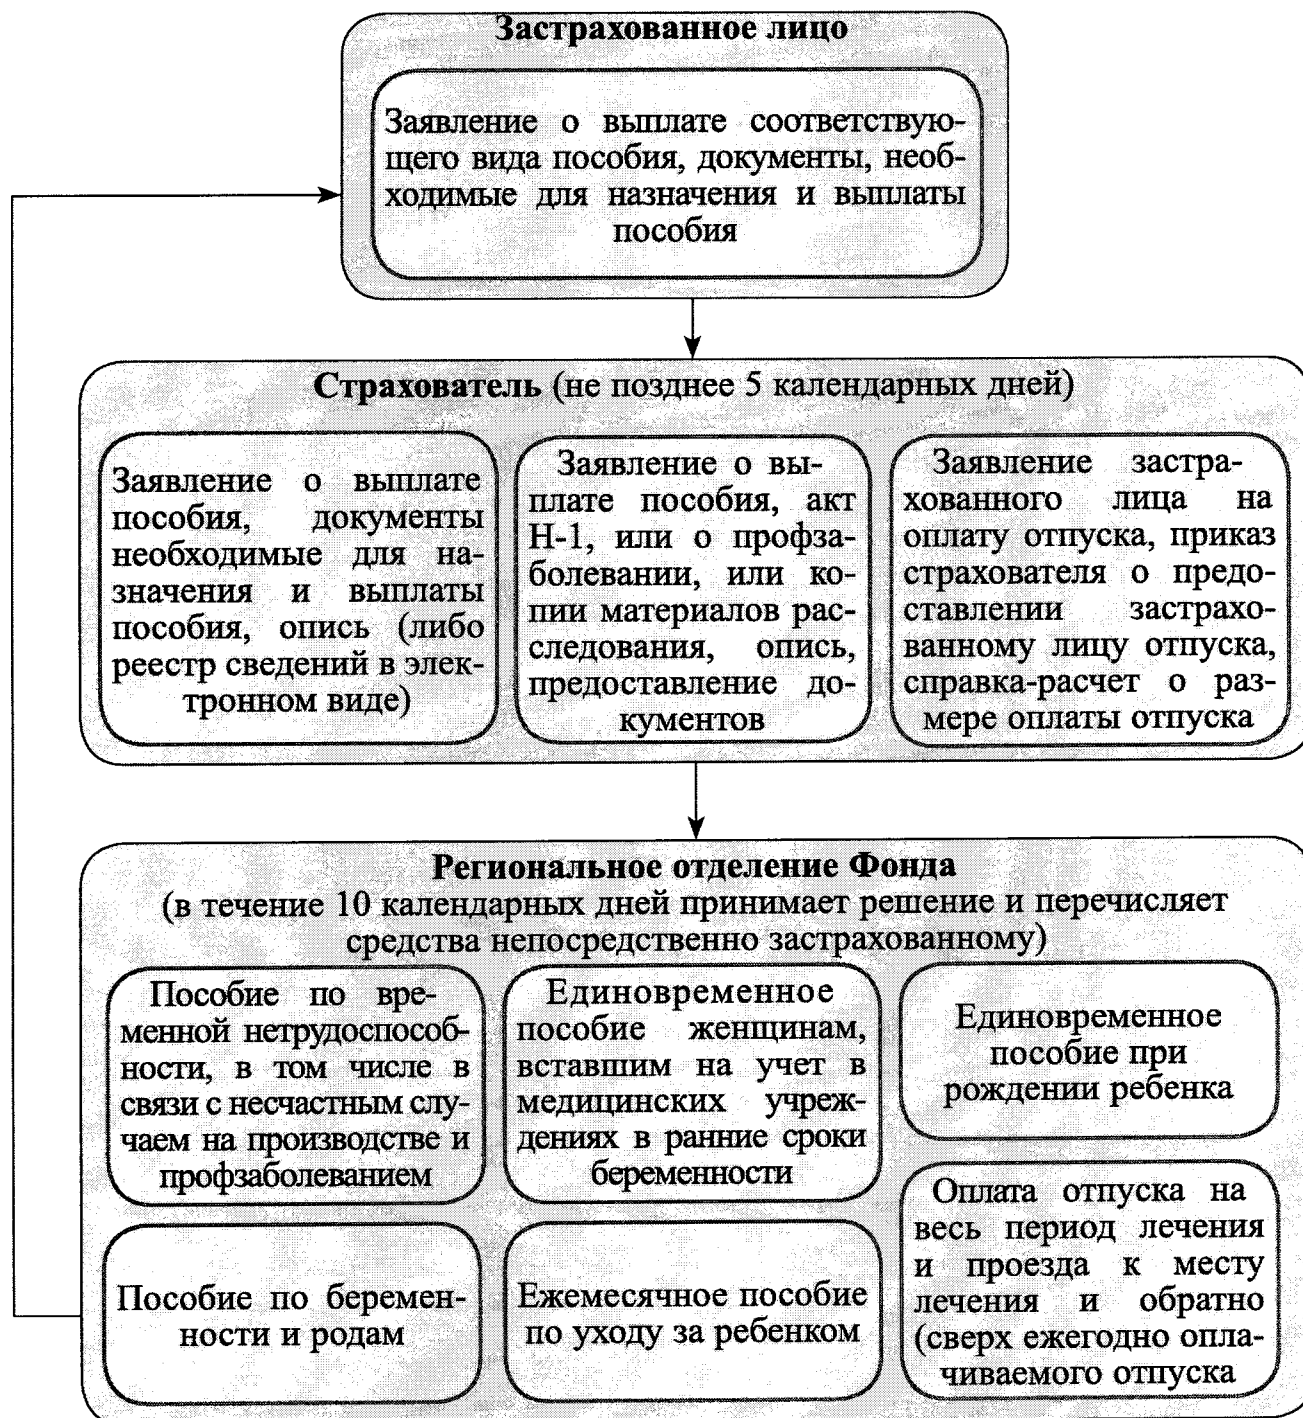 Застрахованное лицо
Заявление о выплате соответствую-
щего вида пособия, документы, необ-
ходимые для назначения и выплаты
пособия
Страхователь (не позднее 5 календарных дней)
Заявление о выплате
пособия, документы
необходимые для на-
значения и выплаты
пособия, опись (либо
реестр сведений в элек-
тронном виде)
Заявление о вы-
плате пособия, акт
Н-1, или о профза-
болевании, или ко-
пии материалов рас-
следования, опись,
предоставление до-
кументов
Заявление застра-
хованного лица на
оплату отпуска, приказ
страхователя о предо-
ставлении застрахо-
ванному лицу отпуска,
справка-расчет о раз-
мере оплаты отпуска
Региональное отделение Фонда
(в течение 10 календарных дней принимает решение и перечисляет
средства непосредственно застрахованному)
Пособие по вре-
менной нетрудоспособ-
ности, в том числе в
связи с несчастным слу-
чаем на производстве и
профзаболеванием
Единовременное
пособие женщинам,
вставшим на учет в
медицинских учреж-
дениях в ранние сроки
беременности
Единовременное
пособие при
рождении ребенка
Пособие по беремен-
ности и родам
Ежемесячное пособие
по уходу за ребенком
Оплата отпуска на
весь период лечения
и проезда к месту
лечения и обратно
(сверх ежегодно опла-
чиваемого отпуска